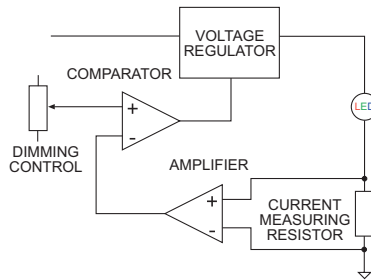 VOLTAGE
REGULATOR
COMPARATOR
+
-
LED
DIMMING
CONTROL
AMPLIFIER
+
-
CURRENT
MEASURING
RESISTOR